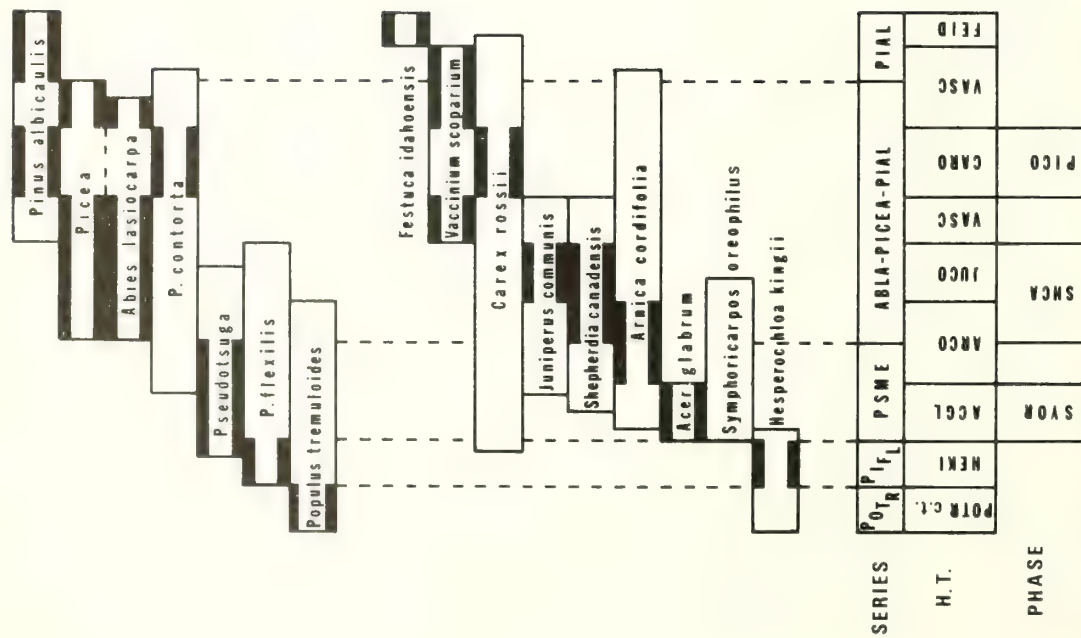 Pinus albicaulis
Picea
Abies lasiocarpa
P. contorta
Pseudotsuga
P. flexilis
Populus tremuloides
Festuca idahoensis
Vaccinium scoparium
Carex rossii
Juniperus communis
Shepherdia canadensis
Arnica cordifolia
Acer glabrum
Symphoricarpos oreophilus
Hesperochloa kingii
SERIES
POTR
PIFL
PSME
ABLA-PICEA-PIAL
PIAL
H.T.
POTR c.t.
HEKI
ACGL
ARCO
JUCO
VASC
CARO
VASC
FEID
PHASE
SYOR
SHCA
PICO